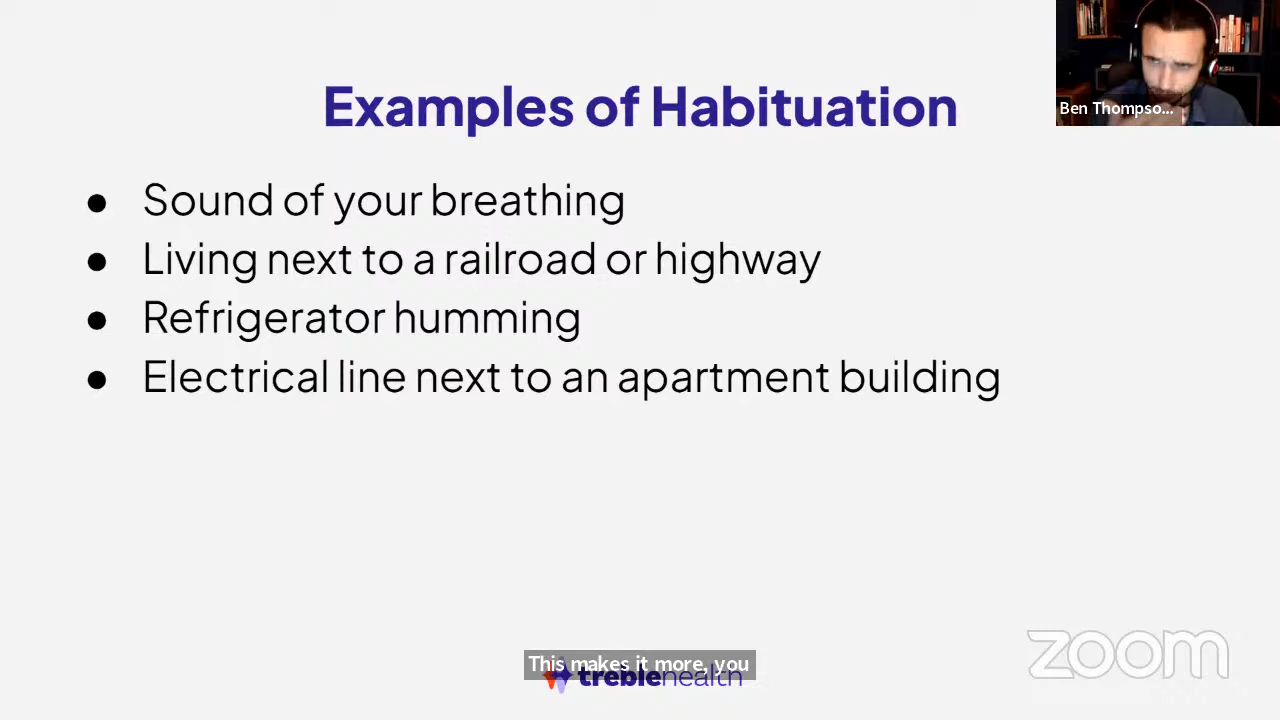 Examples of Habituation
Ben Thompso...
● Sound of your breathing
● Living next to a railroad or highway
● Refrigerator humming
● Electrical line next to an apartment building
This makes it more, you
treblehealth
zoom